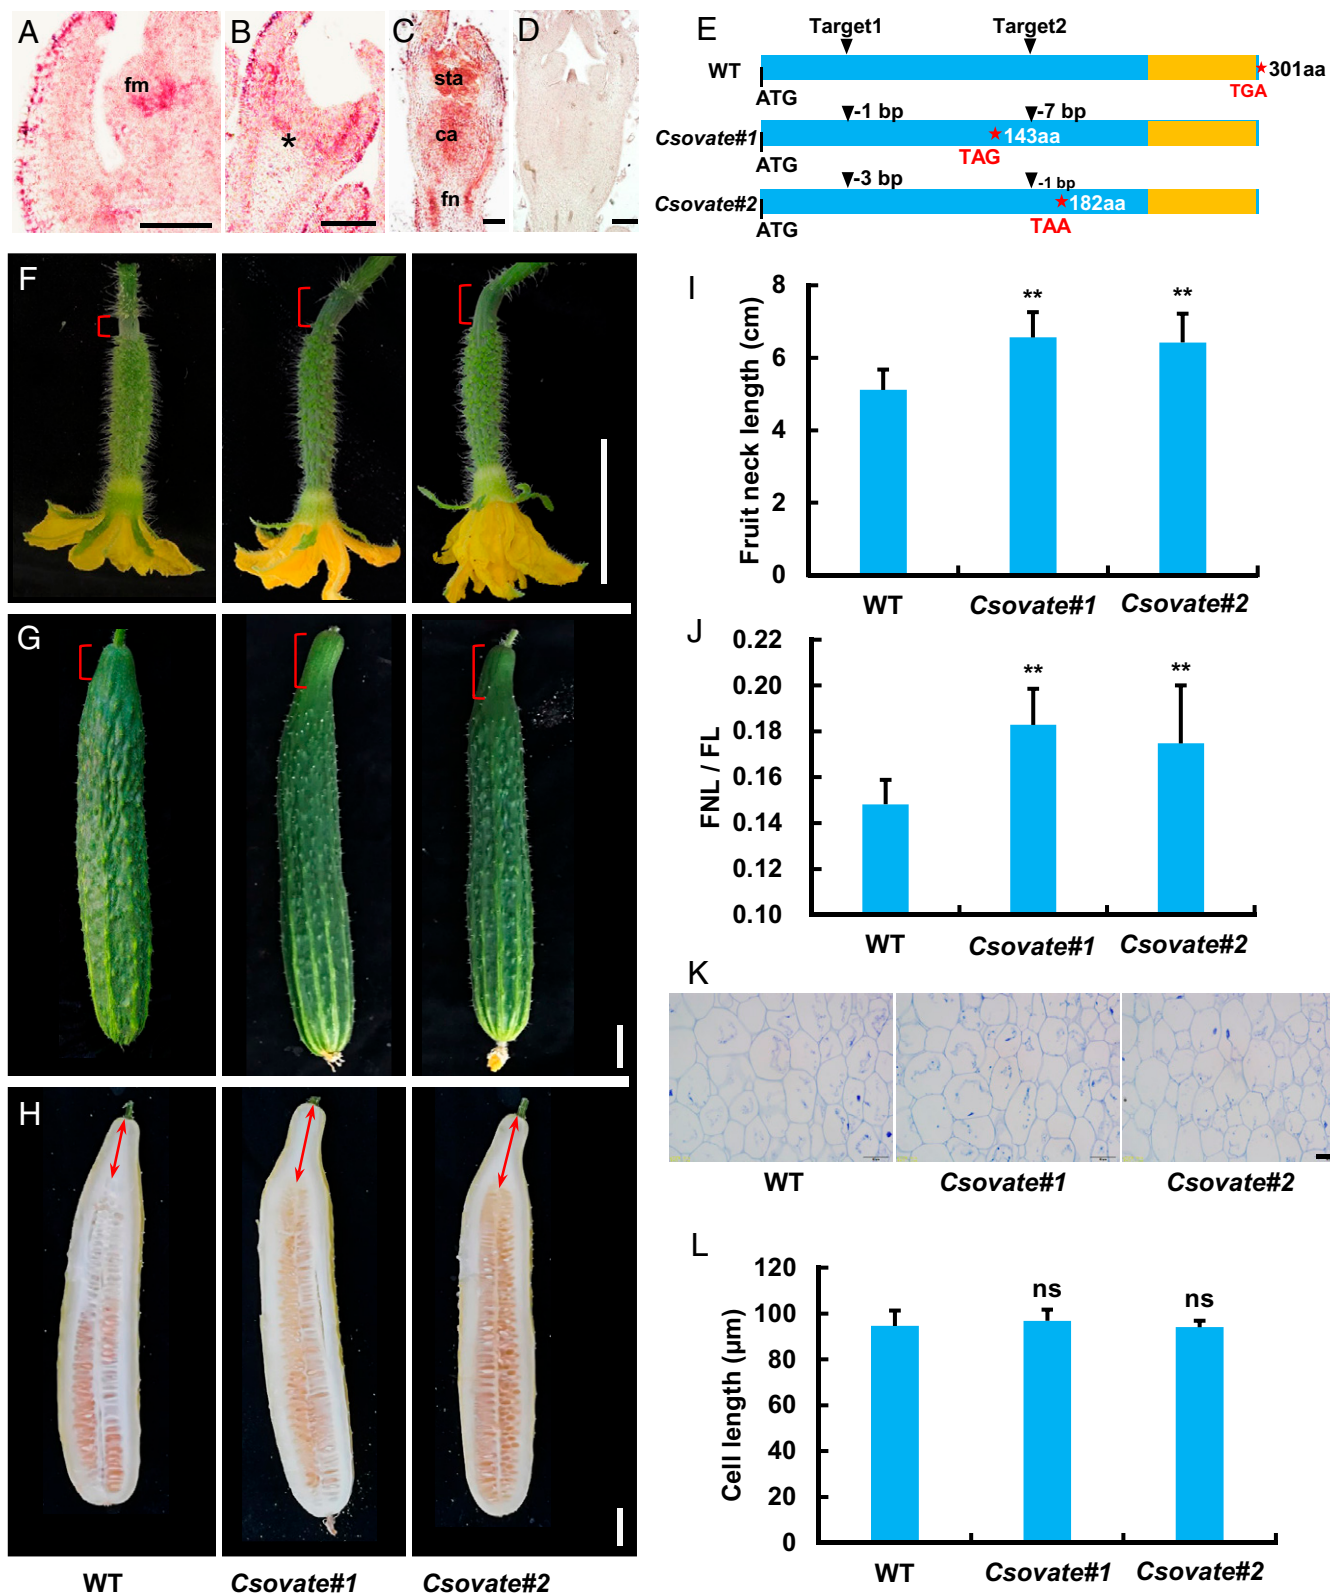 A
fm
B
*
C
sta
ca
fn
D
E
Target1
Target2
WT
★301aa
TGA
ATG
-1 bp
-7 bp
Csovate#1
★143aa
TAG
ATG
-3 bp
-1 bp
Csovate#2
★182aa
TAA
ATG
F
G
H
WT
Csovate#1
Csovate#2
I
Fruit neck length (cm)
8
6
4
2
0
**
**
WT
Csovate#1
Csovate#2
J
FNL / FL
0.22
0.20
0.18
0.16
0.14
0.12
0.10
**
**
WT
Csovate#1
Csovate#2
K
WT
Csovate#1
Csovate#2
L
Cell length (μm)
120
100
80
60
40
20
0
ns
ns
WT
Csovate#1
Csovate#2